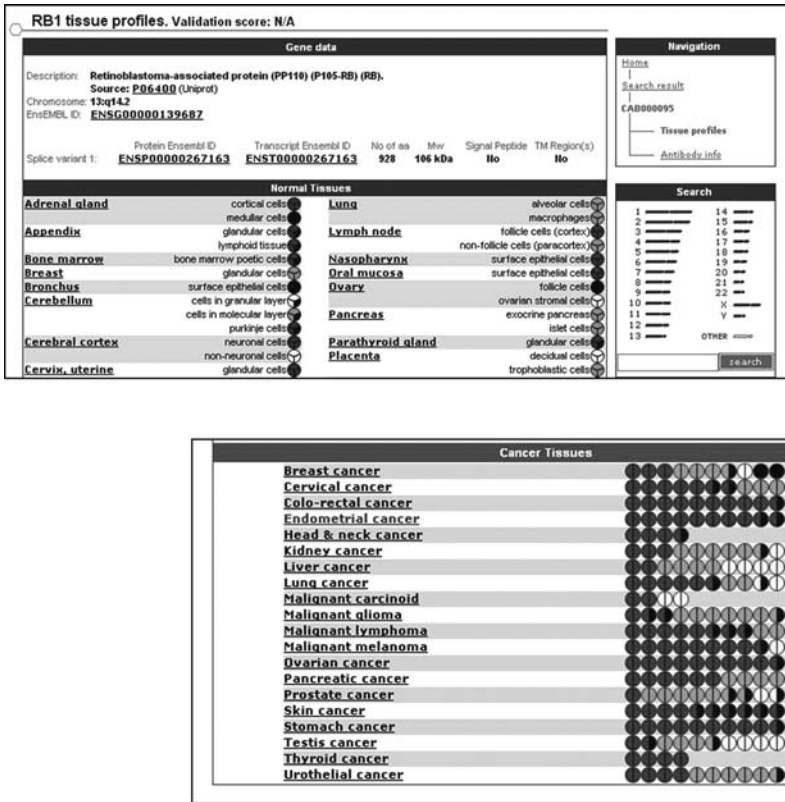 RB1 tissue profiles. Validation score: N/A
Gene data
Description: Retinoblastoma-associated protein (PP110) (P105-RB) (RB).
Source: P06400 (Uniprot)
Chromosome: 13:q14.2
EnsEMBL ID: ENSG00000139687
Protein Ensembl ID Transcript Ensembl ID No of aa Mw Signal Peptide TM Region(s)
Splice variant 1: ENSP00000267163 ENST00000267163 928 106 kDa No No
Normal Tissues
Adrenal gland cortical cells
medullar cells
Appendix glandular cells
lymphoid tissue
Bone marrow bone marrow poetic cells
Breast glandular cells
Bronchus surface epithelial cells
Cerebellum cells in granular layer
cells in molecular layer
purkinje cells
Cerebral cortex neuronal cells
non-neuronal cells
Cervix, uterine glandular cells
Lung alveolar cells
macrophages
Lymph node follicle cells (cortex)
non-follicle cells (paracortex)
Nasopharynx surface epithelial cells
Oral mucosa surface epithelial cells
Ovary follicle cells
ovarian stromal cells
Pancreas exocrine pancreas
islet cells
Parathyroid gland glandular cells
Placenta decidual cells
trophoblastic cells
Navigation
Home
Search result
CAB000095
Tissue profiles
Antibody info
Search
1 14
2 15
3 16
4 17
5 18
6 19
7 20
8 21
9 22
10 X
11 Y
12
13 OTHER
search
Cancer Tissues
Breast cancer
Cervical cancer
Colo-rectal cancer
Endometrial cancer
Head & neck cancer
Kidney cancer
Liver cancer
Lung cancer
Malignant carcinoid
Malignant glioma
Malignant lymphoma
Malignant melanoma
Ovarian cancer
Pancreatic cancer
Prostate cancer
Skin cancer
Stomach cancer
Testis cancer
Thyroid cancer
Urothelial cancer